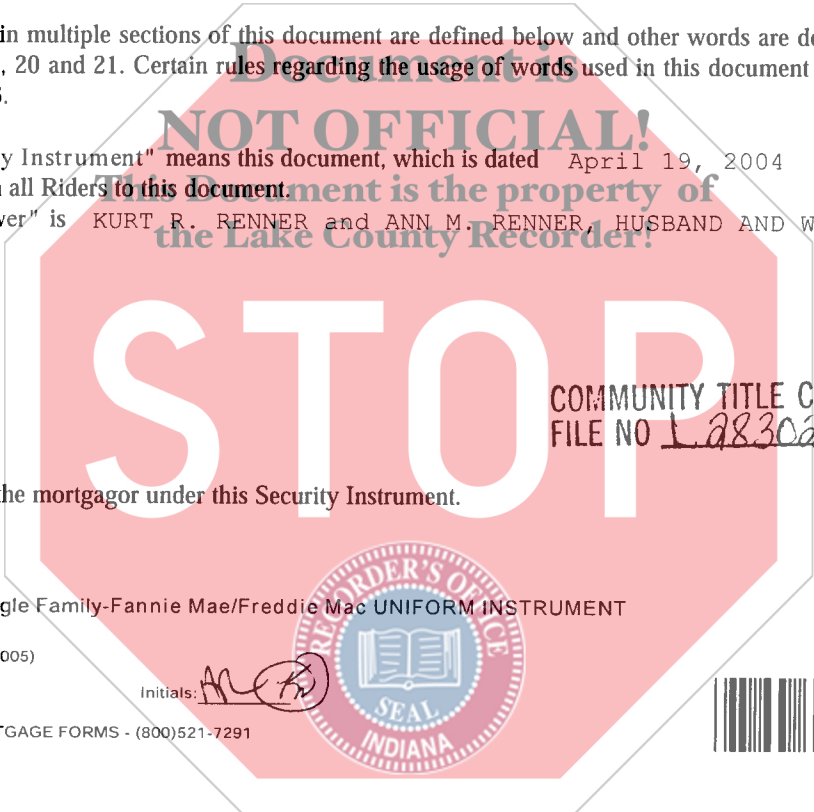 in multiple sections of this document are defined below and other words are de
, 20 and 21. Certain rules regarding the usage of words used in this document
Document is
NOT OFFICIAL!
This Document is the property of
the Lake County Recorder!
y Instrument" means this document, which is dated April 19, 2004
all Riders to this document.
er" is KURT R. RENNER and ANN M. RENNER, HUSBAND AND W
STOP
COMMUNITY TITLE C
FILE NO L 28302
the mortgagor under this Security Instrument.
gle Family-Fannie Mae/Freddie Mac UNIFORM INSTRUMENT
005)
Initials:
TGAGE FORMS - (800)521-7291
RECORDER'S OFFICE
SEAL
INDIANA